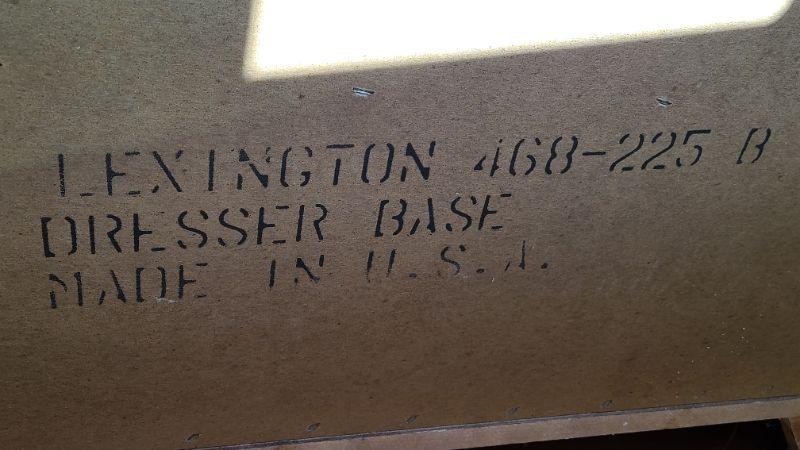 LEXINGTON 468-225 B
DRESSER BASE
MADE IN U.S.A.